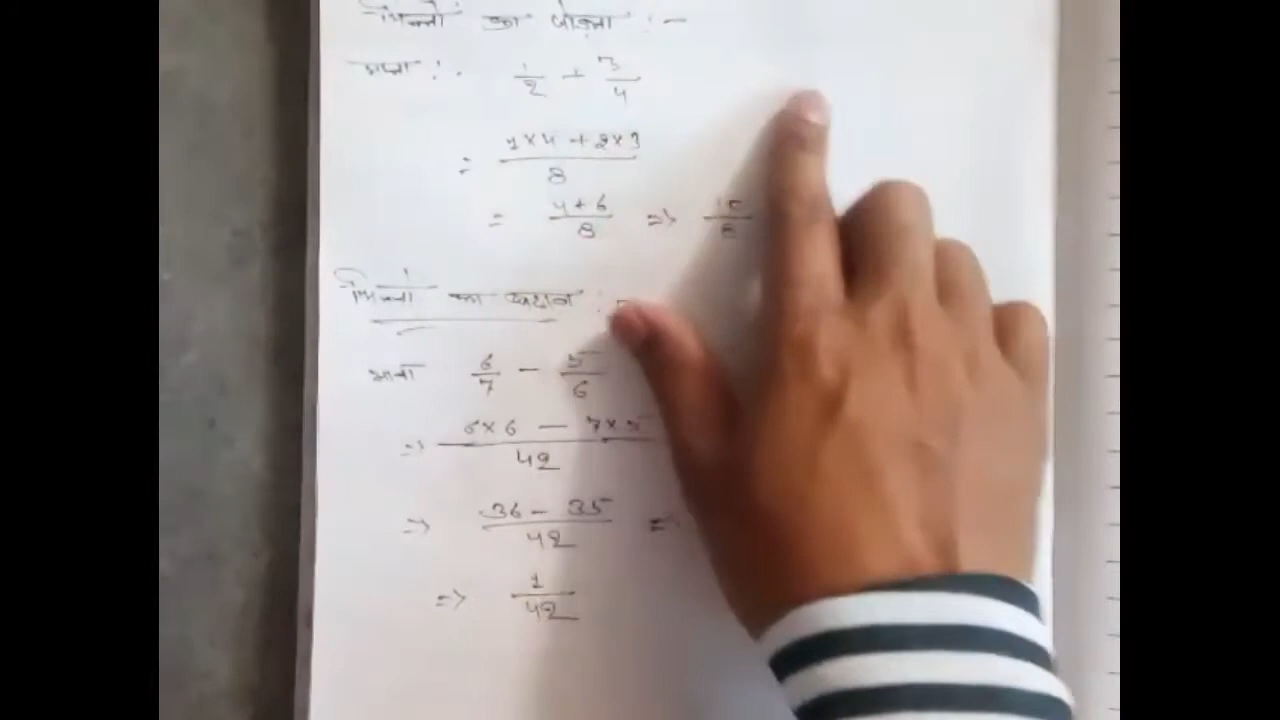 भिन्नो का जोड़ना :-
माना :- 1/2 + 3/4
= 1×4 + 2×3 / 8
= 4+6 / 8 => 10/8
भिन्नो का घटाव :-
माना 6/7 - 5/6
=> 6×6 - 7×5 / 42
=> 36 - 35 / 42 =>
=> 1/42